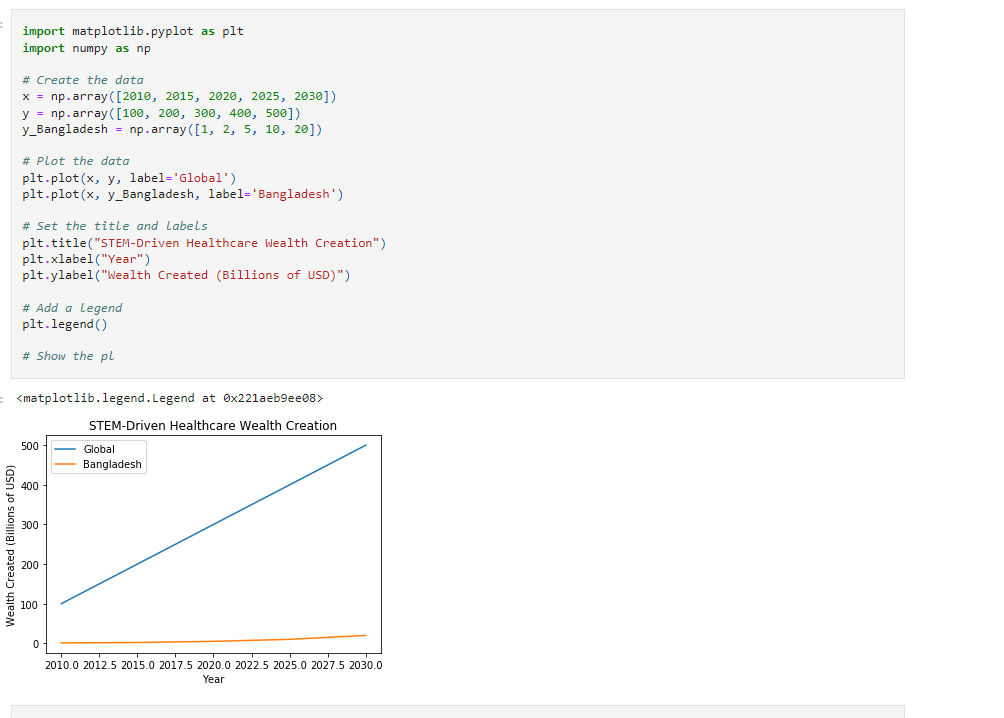 import matplotlib.pyplot as plt
import numpy as np
# Create the data
x = np.array([2010, 2015, 2020, 2025, 2030])
y = np.array([100, 200, 300, 400, 500])
y_Bangladesh = np.array([1, 2, 5, 10, 20])
# Plot the data
plt.plot(x, y, label='Global')
plt.plot(x, y_Bangladesh, label='Bangladesh')
# Set the title and labels
plt.title("STEM-Driven Healthcare Wealth Creation")
plt.xlabel("Year")
plt.ylabel("Wealth Created (Billions of USD)")
# Add a legend
plt.legend()
# Show the pl
<matplotlib.legend.Legend at 0x221aeb9ee08>
STEM-Driven Healthcare Wealth Creation
Global
Bangladesh
Wealth Created (Billions of USD)
500
400
300
200
100
0
2010.0 2012.5 2015.0 2017.5 2020.0 2022.5 2025.0 2027.5 2030.0
Year